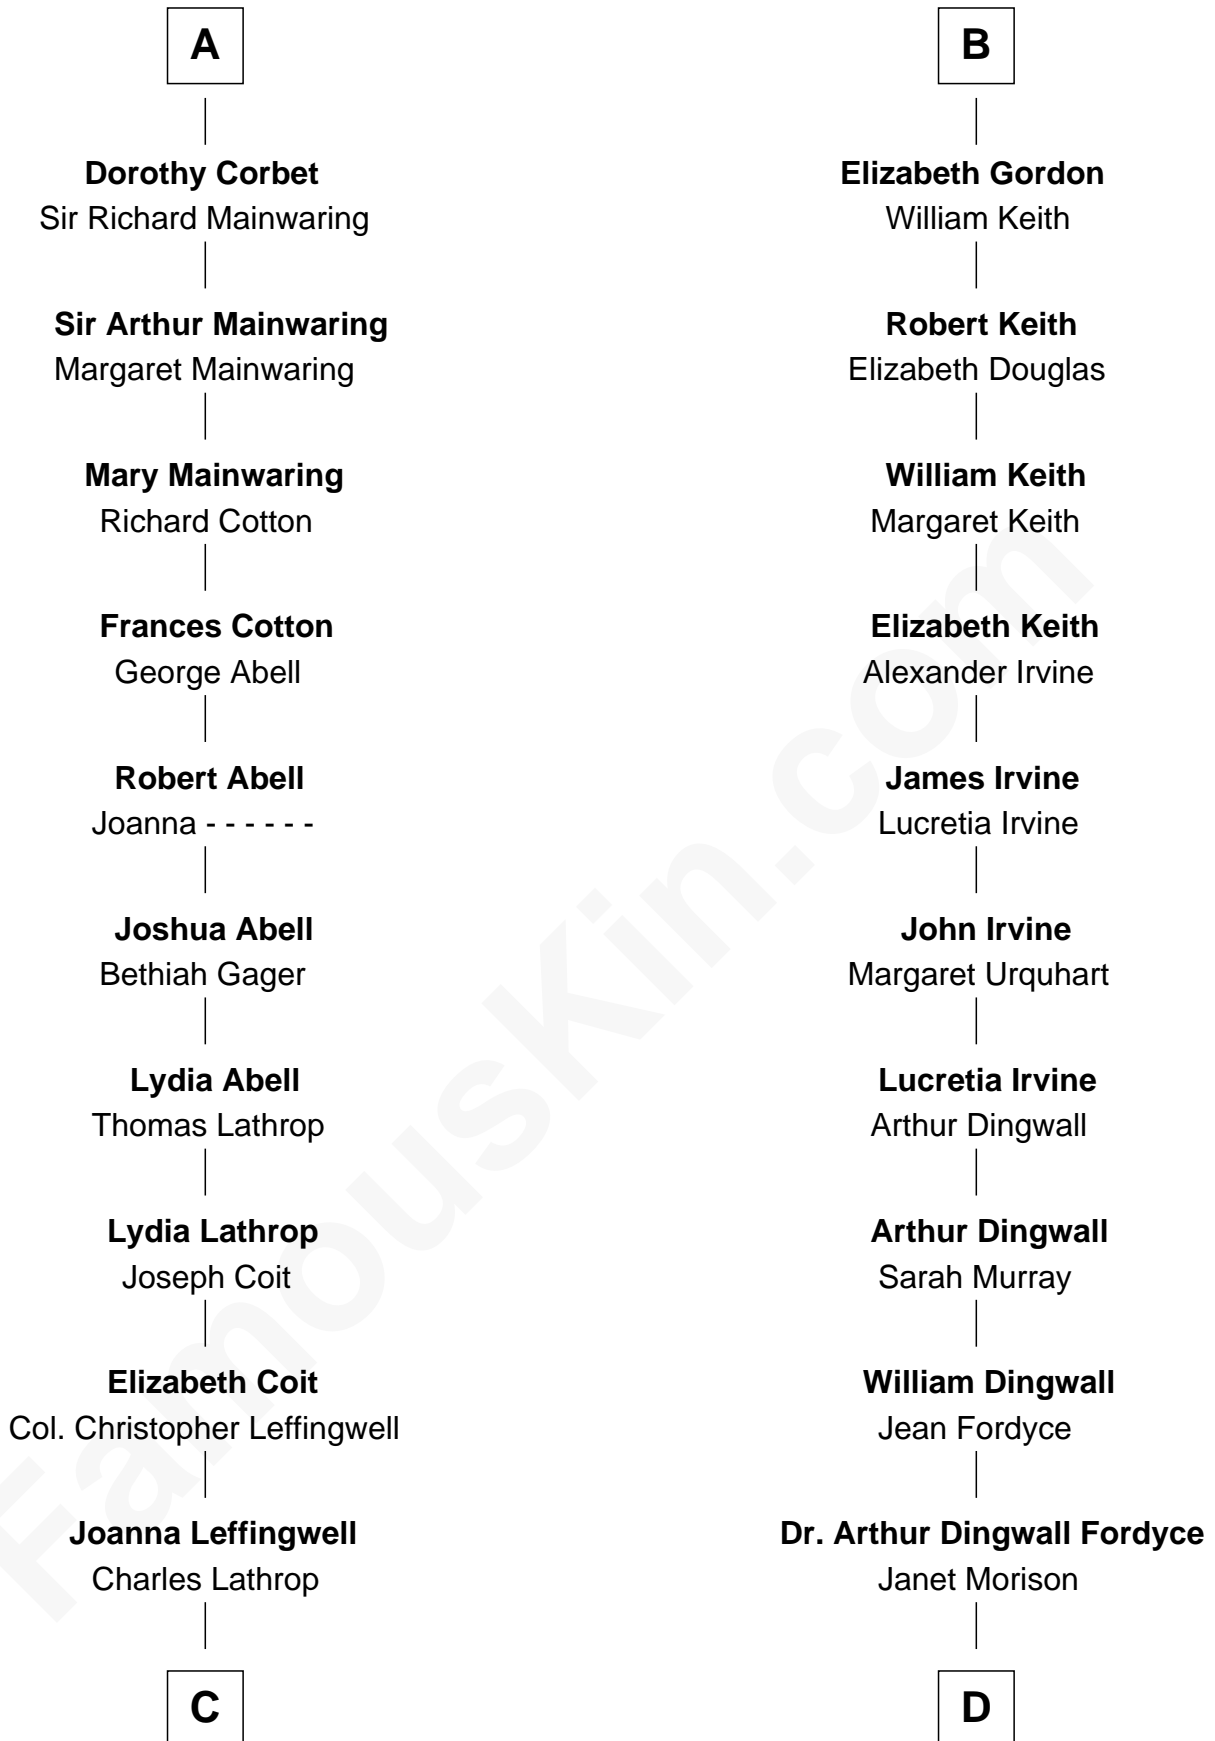 A
Dorothy Corbet
Sir Richard Mainwaring
Sir Arthur Mainwaring
Margaret Mainwaring
Mary Mainwaring
Richard Cotton
Frances Cotton
George Abell
Robert Abell
Joanna - - - - - -
Joshua Abell
Bethiah Gager
Lydia Abell
Thomas Lathrop
Lydia Lathrop
Joseph Coit
Elizabeth Coit
Col. Christopher Leffingwell
Joanna Leffingwell
Charles Lathrop
C
B
Elizabeth Gordon
William Keith
Robert Keith
Elizabeth Douglas
William Keith
Margaret Keith
Elizabeth Keith
Alexander Irvine
James Irvine
Lucretia Irvine
John Irvine
Margaret Urquhart
Lucretia Irvine
Arthur Dingwall
Arthur Dingwall
Sarah Murray
William Dingwall
Jean Fordyce
Dr. Arthur Dingwall Fordyce
Janet Morison
D
FamousKin.com